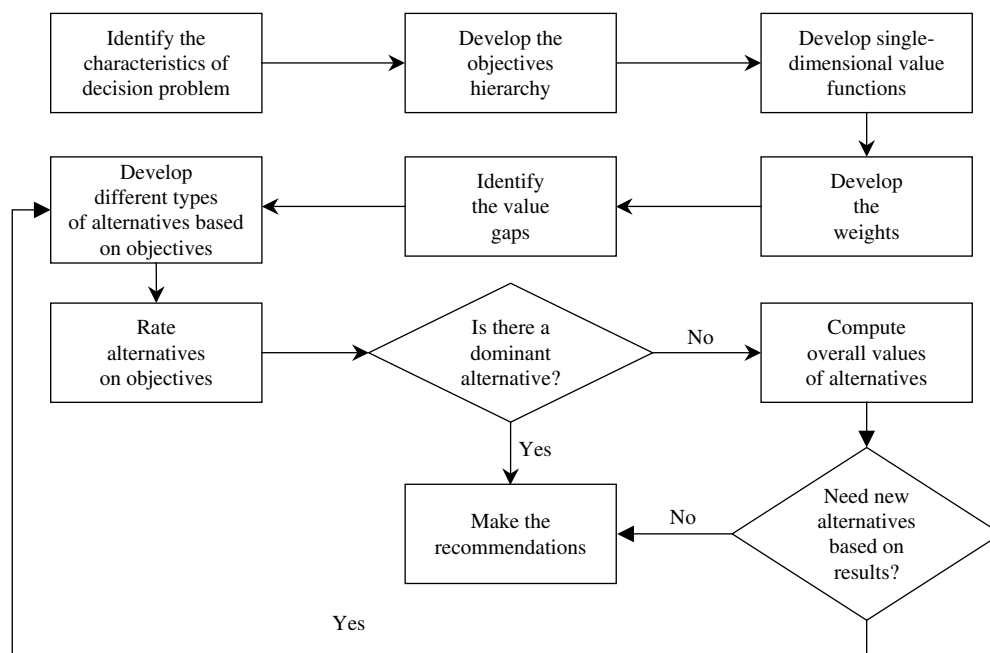 Identify the
characteristics of
decision problem
Develop the
objectives
hierarchy
Develop single-
dimensional value
functions
Develop
different types
of alternatives based
on objectives
Identify
the value
gaps
Develop
the
weights
Rate
alternatives
on objectives
Is there a
dominant
alternative?
No
Compute
overall values
of alternatives
Yes
Make the
recommendations
No
Need new
alternatives
based on
results?
Yes